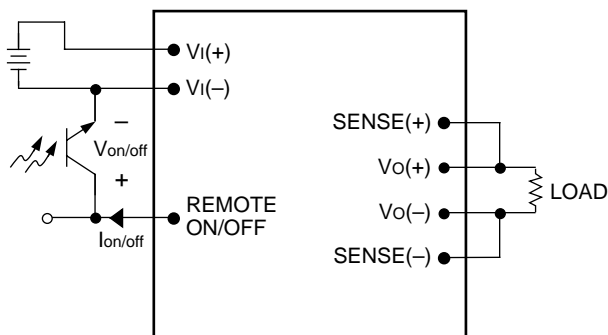 VI(+)
VI(–)
–
Von/off
+
REMOTE
ON/OFF
Ion/off
SENSE(+)
VO(+)
VO(–)
SENSE(–)
LOAD